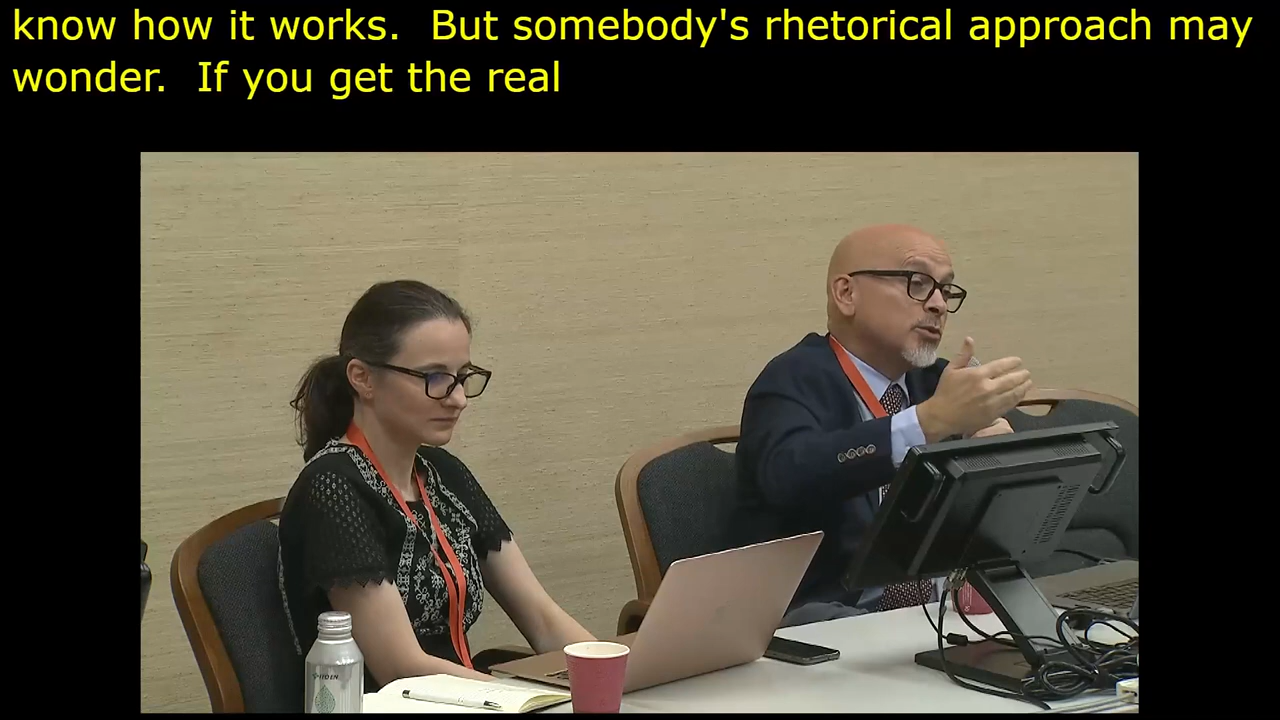 know how it works.  But somebody's rhetorical approach may
wonder.  If you get the real